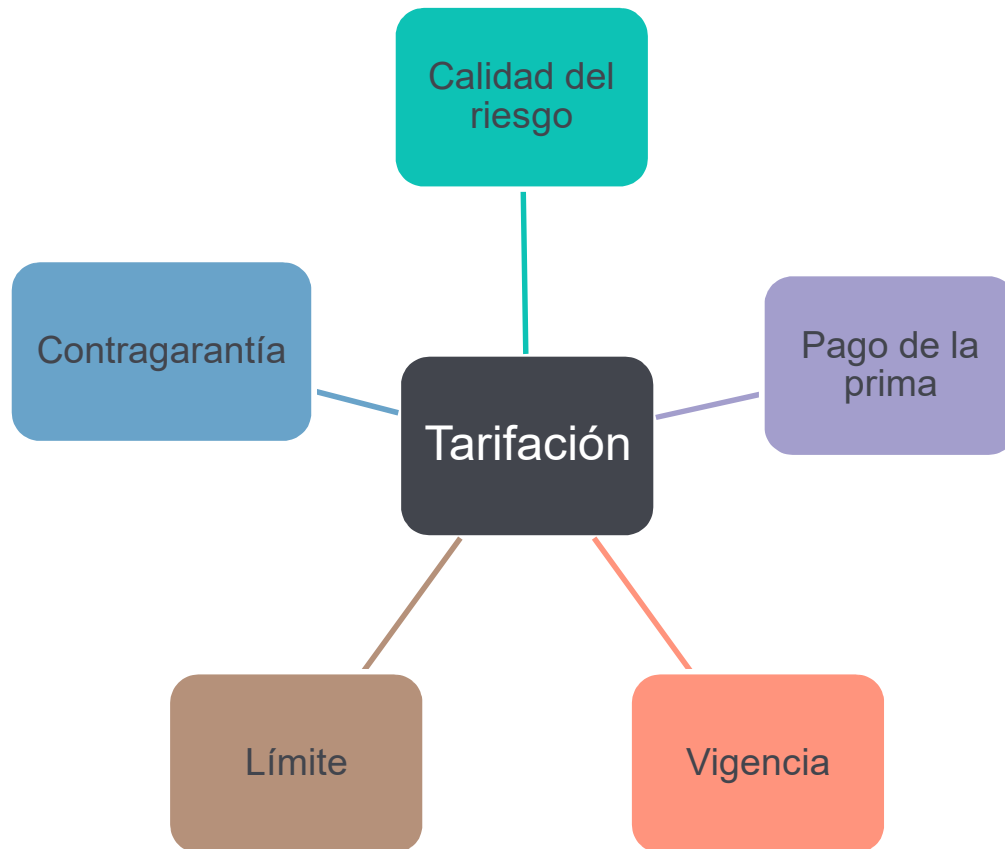 Calidad del
riesgo
Contragarantía
Pago de la
prima
Tarifación
Límite
Vigencia